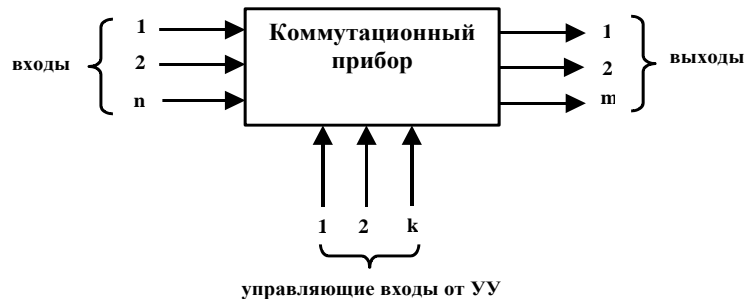 1
Коммутационный
1
прибор
входы
2
2
выходы
n
m
1 2 k
управляющие входы от УУ